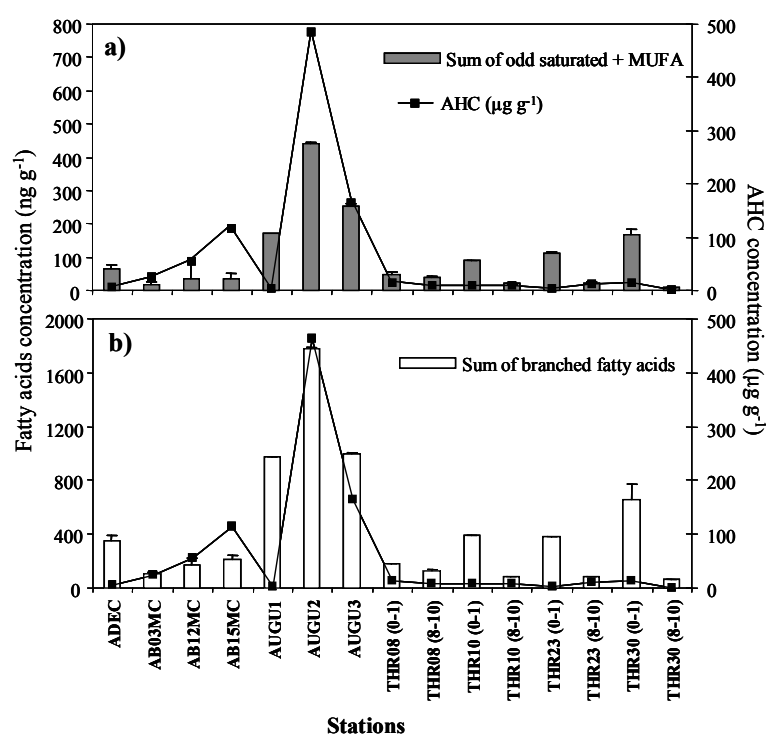 a)
Sum of odd saturated + MUFA
AHC (μg g-1)
800
700
600
500
400
300
200
100
0
500
400
300
200
100
0
Fatty acids concentration (ng g-1)
AHC concentration (μg g-1)
b)
Sum of branched fatty acids
2000
1600
1200
800
400
0
500
400
300
200
100
0
ADEC
AB03MC
AB12MC
AB15MC
AUGU1
AUGU2
AUGU3
THR08 (0-1)
THR08 (8-10)
THR10 (0-1)
THR10 (8-10)
THR23 (0-1)
THR23 (8-10)
THR30 (0-1)
THR30 (8-10)
Stations